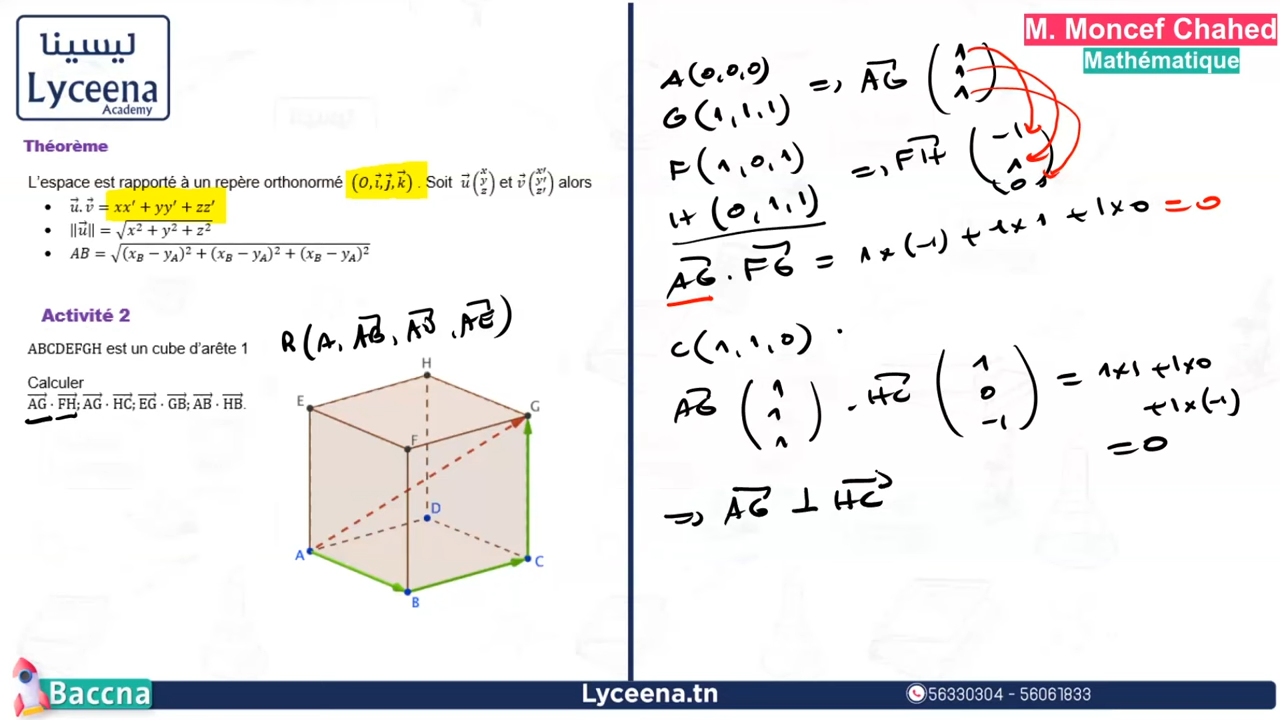 ليسينا
Lyceena
Academy
M. Moncef Chahed
Mathématique
Théorème
L'espace est rapporté à un repère orthonormé (O,i⃗,j⃗,k⃗) . Soit u⃗(x y z) et v⃗(x′ y′ z′) alors
• u⃗.v⃗ = xx′ + yy′ + zz′
• ‖u⃗‖ = √(x² + y² + z²)
• AB = √((x_B − y_A)² + (x_B − y_A)² + (x_B − y_A)²)
Activité 2
ABCDEFGH est un cube d'arête 1
Calculer
AG · FH; AG · HC; EG · GB; AB · HB.
R(A, AB, AD, AE)
H
E
G
F
D
A
C
B
A(0,0,0) => AG (1 1 1)
G(1,1,1)
F(1,0,1) => FH (-1 1 0)
H(0,1,1)
AG . FG = 1×(-1) + 1×1 + 1×0 = 0
C(1,1,0)
AG (1 1 1) . HC (1 0 -1) = 1×1 + 1×0
+1×(-1)
= 0
=> AG ⊥ HC
Baccna
Lyceena.tn
56330304 - 56061833